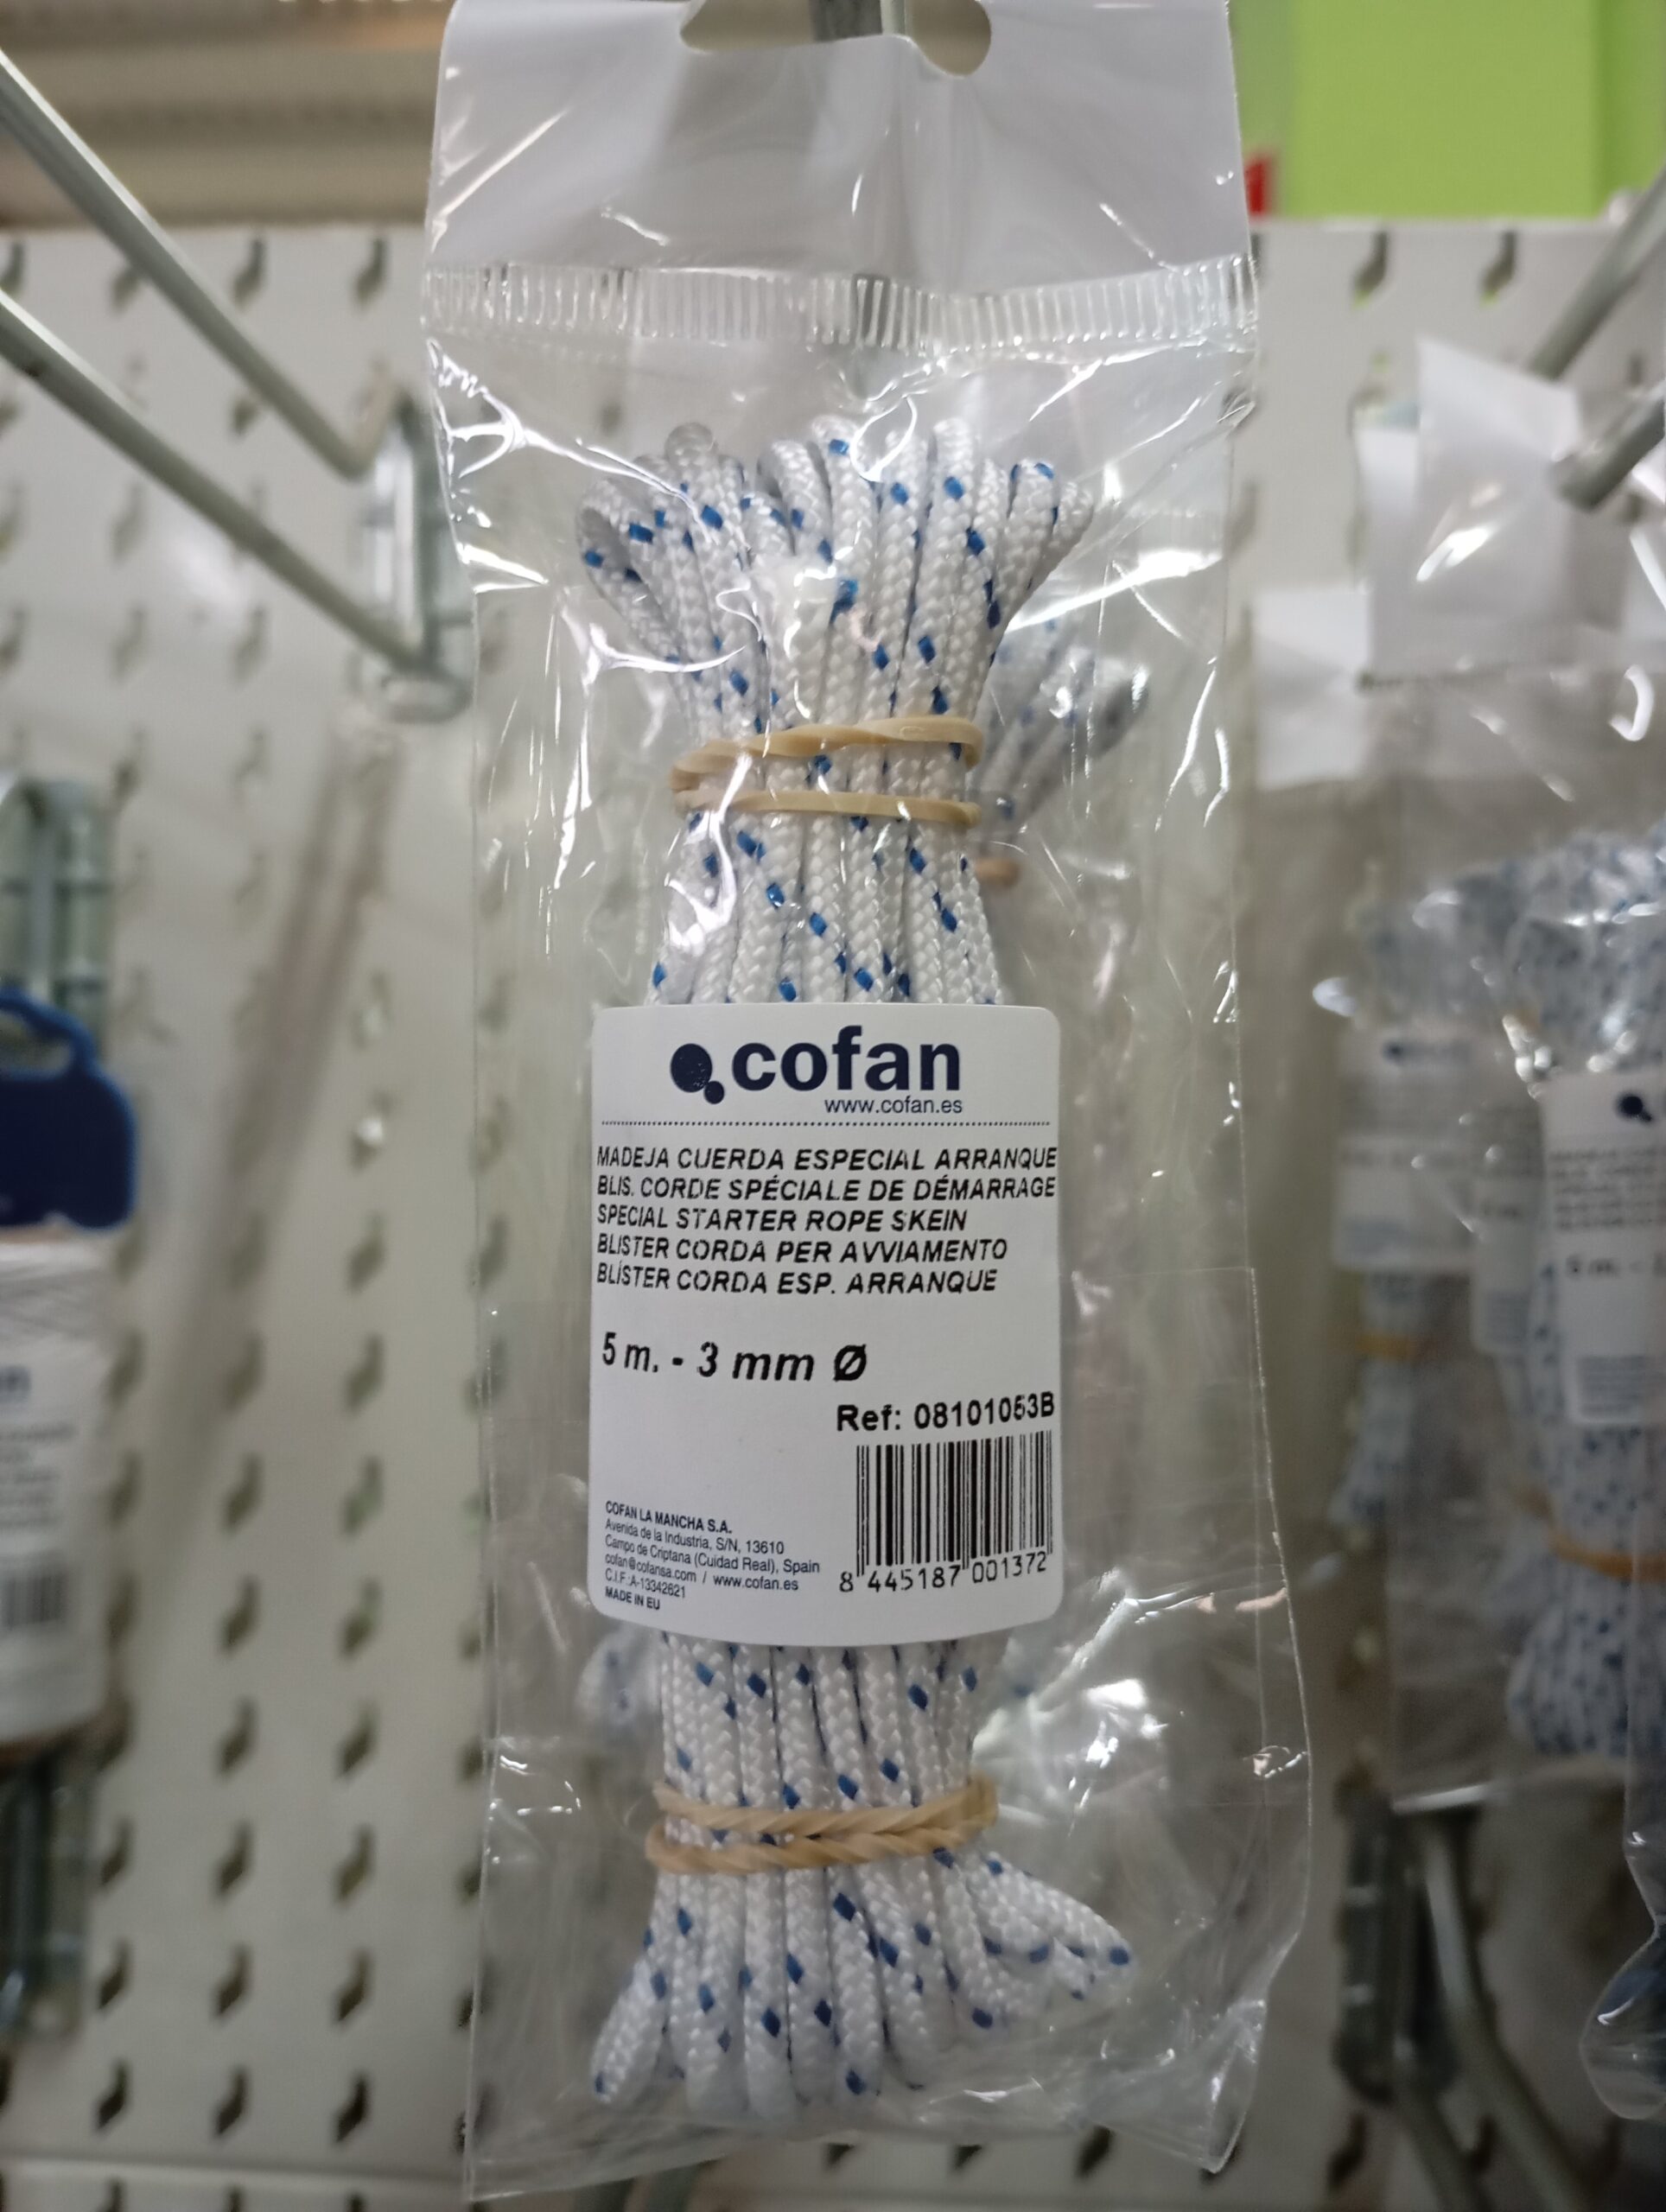 cofan
www.cofan.es
MADEJA CUERDA ESPECIAL ARRANQUE
BLIS. CORDE SPÉCIALE DE DÉMARRAGE
SPECIAL STARTER ROPE SKEIN
BLISTER CORDA PER AVVIAMENTO
BLÍSTER CORDA ESP. ARRANQUE
5 m. - 3 mm Ø
Ref: 08101053B
COFAN LA MANCHA S.A.
Avenida de la Industria, S/N, 13610
Campo de Criptana (Cuidad Real), Spain
cofan@cofansa.com / www.cofan.es
C.I.F.:A-13342621
MADE IN EU
8 445187 001372